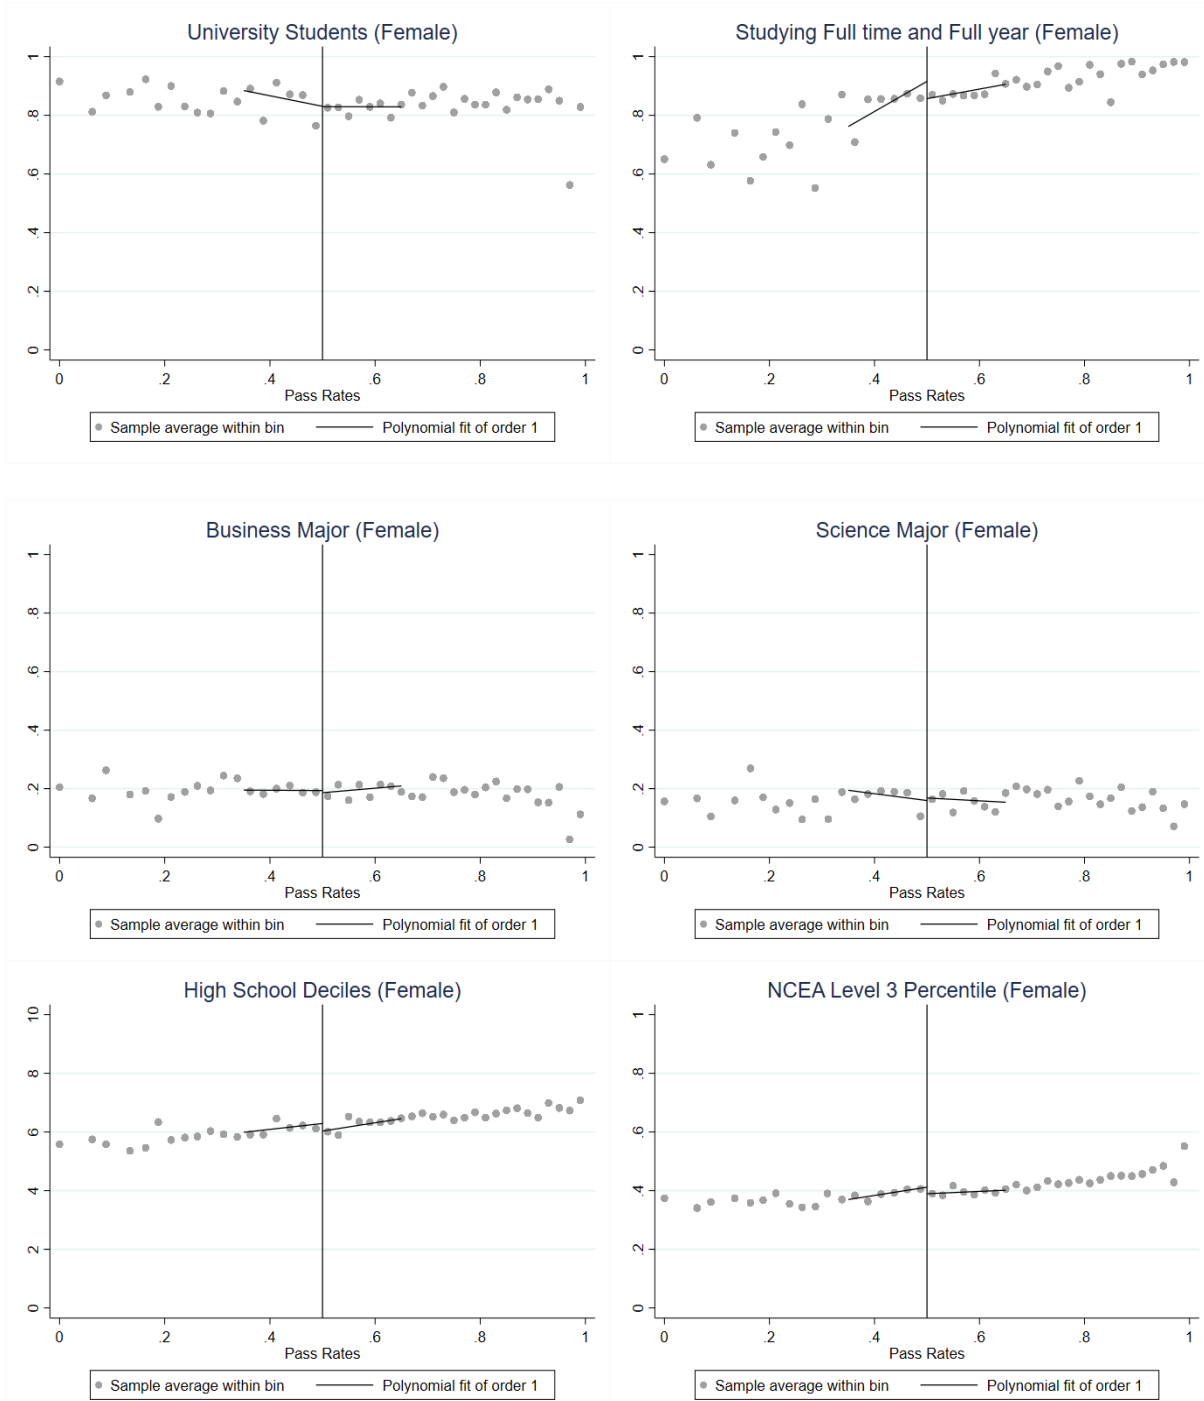 University Students (Female)
1
.8
.6
.4
.2
0
0 .2 .4 .6 .8 1
Pass Rates
Sample average within bin Polynomial fit of order 1
Studying Full time and Full year (Female)
1
.8
.6
.4
.2
0
0 .2 .4 .6 .8 1
Pass Rates
Sample average within bin Polynomial fit of order 1
Business Major (Female)
1
.8
.6
.4
.2
0
0 .2 .4 .6 .8 1
Pass Rates
Sample average within bin Polynomial fit of order 1
Science Major (Female)
1
.8
.6
.4
.2
0
0 .2 .4 .6 .8 1
Pass Rates
Sample average within bin Polynomial fit of order 1
High School Deciles (Female)
10
8
6
4
2
0
0 .2 .4 .6 .8 1
Pass Rates
Sample average within bin Polynomial fit of order 1
NCEA Level 3 Percentile (Female)
1
.8
.6
.4
.2
0
0 .2 .4 .6 .8 1
Pass Rates
Sample average within bin Polynomial fit of order 1